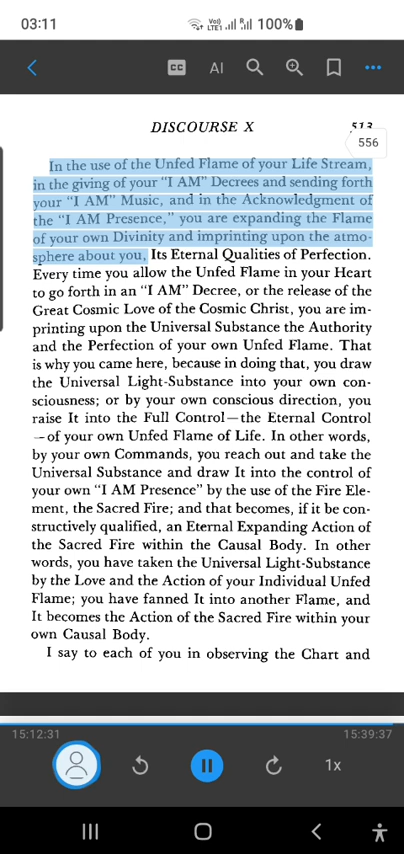 03:11
Vo)) LTE1 R 100%
CC AI
DISCOURSE X 513
556
In the use of the Unfed Flame of your Life Stream,
in the giving of your “I AM” Decrees and sending forth
your “I AM” Music, and in the Acknowledgment of
the “I AM Presence,” you are expanding the Flame
of your own Divinity and imprinting upon the atmo-
sphere about you, Its Eternal Qualities of Perfection.
Every time you allow the Unfed Flame in your Heart
to go forth in an “I AM” Decree, or the release of the
Great Cosmic Love of the Cosmic Christ, you are im-
printing upon the Universal Substance the Authority
and the Perfection of your own Unfed Flame. That
is why you came here, because in doing that, you draw
the Universal Light-Substance into your own con-
sciousness; or by your own conscious direction, you
raise It into the Full Control—the Eternal Control
—of your own Unfed Flame of Life. In other words,
by your own Commands, you reach out and take the
Universal Substance and draw It into the control of
your own “I AM Presence” by the use of the Fire Ele-
ment, the Sacred Fire; and that becomes, if it be con-
structively qualified, an Eternal Expanding Action of
the Sacred Fire within the Causal Body. In other
words, you have taken the Universal Light-Substance
by the Love and the Action of your Individual Unfed
Flame; you have fanned It into another Flame, and
It becomes the Action of the Sacred Fire within your
own Causal Body.
I say to each of you in observing the Chart and
15:12:31 15:39:37
1x